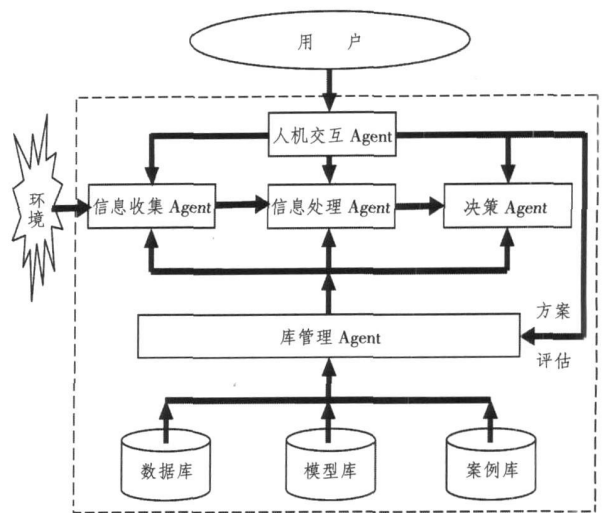 用 户
人机交互 Agent
环
境
信息收集 Agent
信息处理 Agent
决策 Agent
方案
库管理 Agent
评估
数据库
模型库
案例库